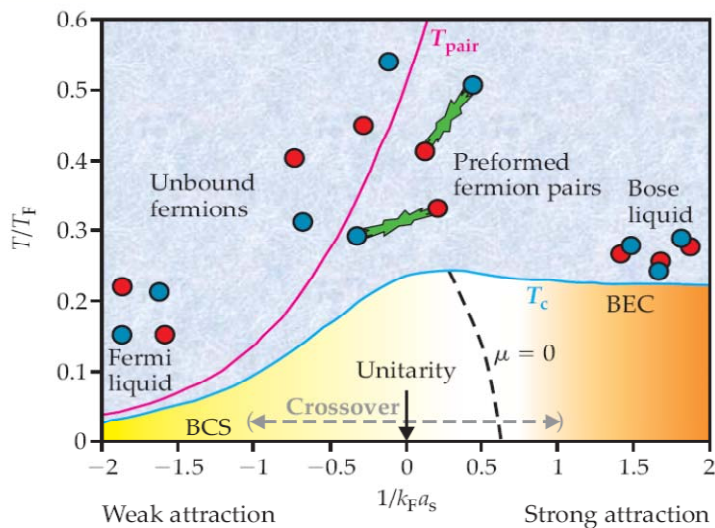 0.6
T_pair
0.5
0.4
Unbound
fermions
Preformed
fermion pairs
Bose
liquid
T/T_F
0.3
0.2
T_c
BEC
Fermi
liquid
0.1
Unitarity
μ = 0
Crossover
BCS
0
−2 −1.5 −1 −0.5 0 0.5 1 1.5 2
1/k_F a_s
Weak attraction
Strong attraction